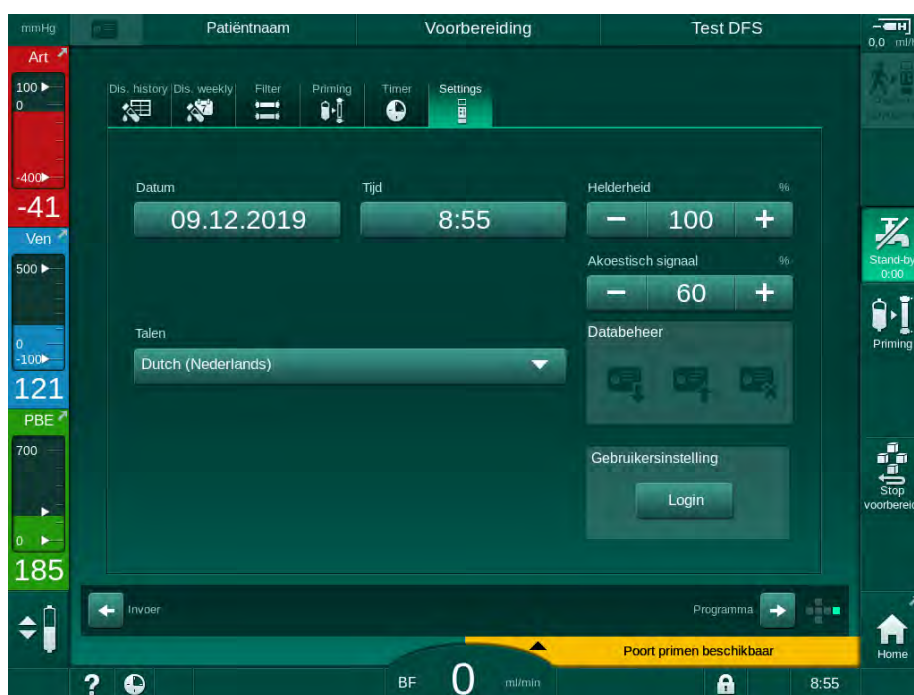 mmHg
Patiëntnaam
Voorbereiding
Test DFS
0,0 ml/
Art
100
0
-400
-41
Ven
500
0
-100
121
PBE
700
0
185
Dis. history
Dis. weekly
Filter
Priming
Timer
Settings
7
Datum
Tijd
Helderheid %
09.12.2019
8:55
− 100 +
Akoestisch signaal %
− 60 +
Talen
Dutch (Nederlands)
Databeheer
Gebruikersinstelling
Login
Invoer
Programma
Poort primen beschikbaar
Stand-by
0:00
Priming
Stop
voorbereid
Home
?
BF 0 ml/min
8:55